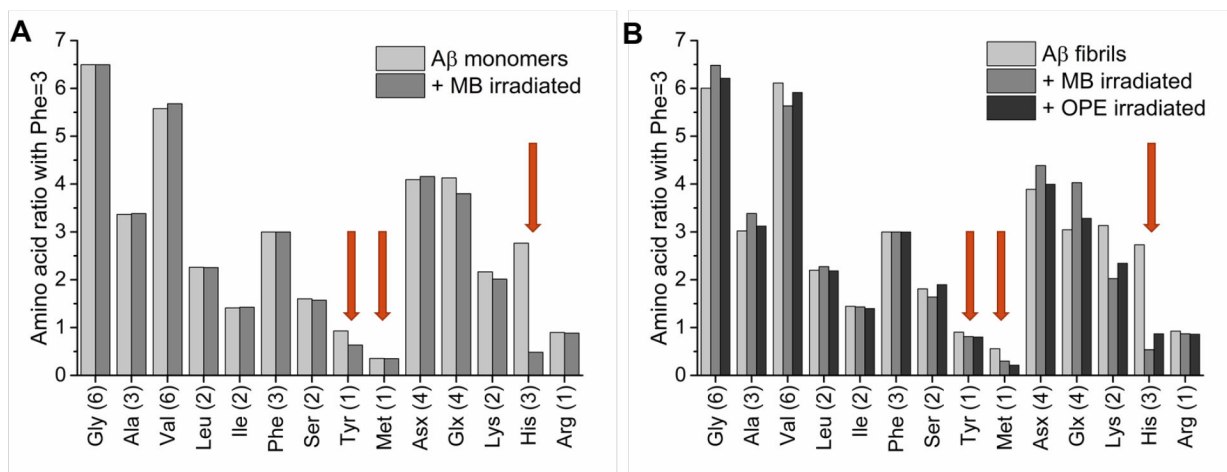 A
Amino acid ratio with Phe=3
7
6
5
4
3
2
1
0
Aβ monomers
+ MB irradiated
Gly (6)
Ala (3)
Val (6)
Leu (2)
Ile (2)
Phe (3)
Ser (2)
Tyr (1)
Met (1)
Asx (4)
Glx (4)
Lys (2)
His (3)
Arg (1)
B
Amino acid ratio with Phe=3
7
6
5
4
3
2
1
0
Aβ fibrils
+ MB irradiated
+ OPE irradiated
Gly (6)
Ala (3)
Val (6)
Leu (2)
Ile (2)
Phe (3)
Ser (2)
Tyr (1)
Met (1)
Asx (4)
Glx (4)
Lys (2)
His (3)
Arg (1)